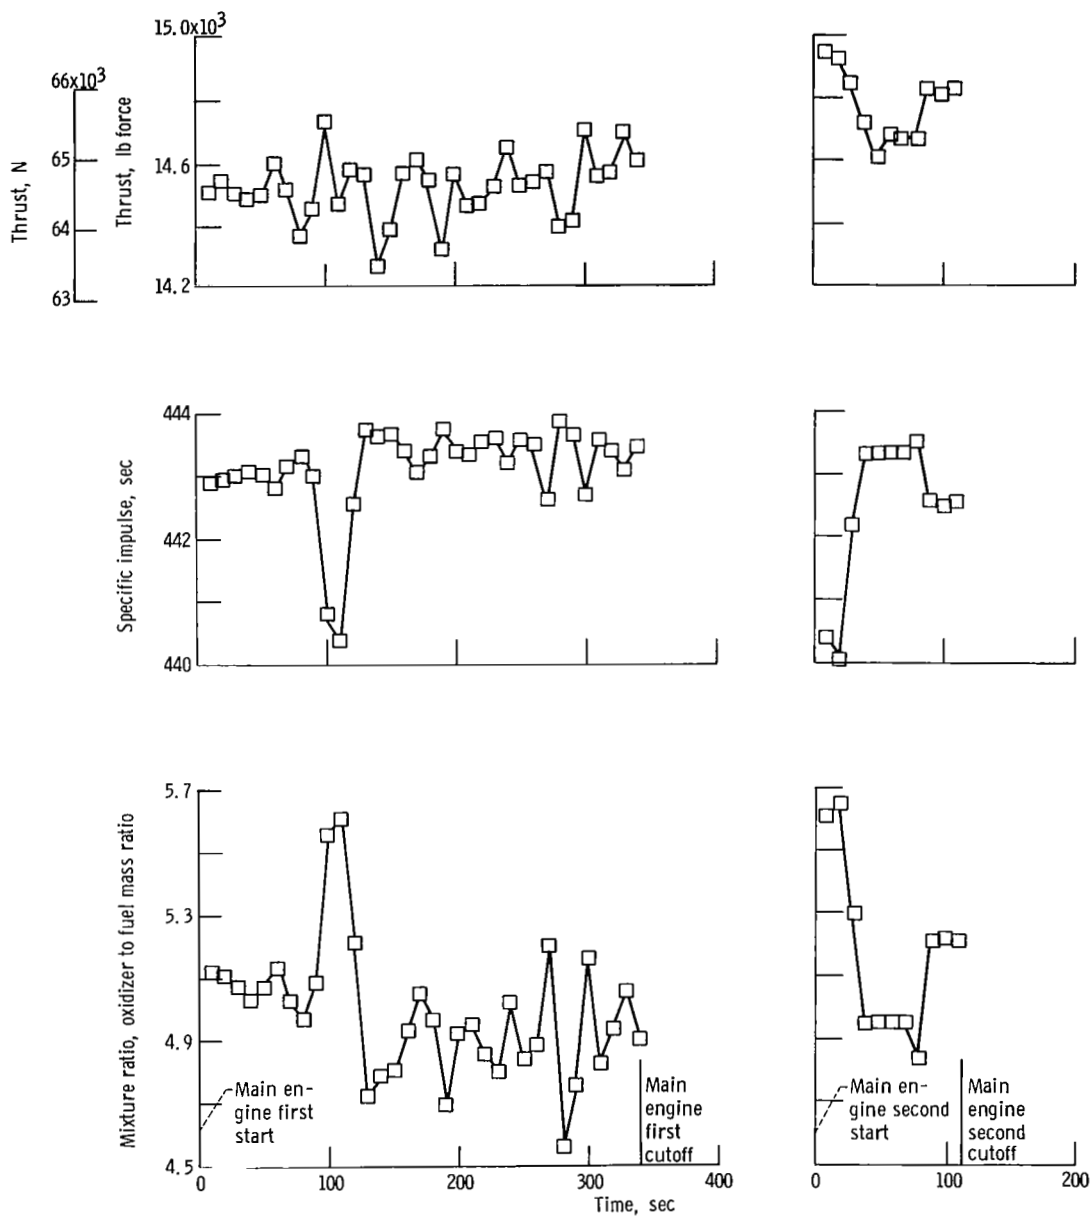 15.0x10³
66x10³
65
64
63
Thrust, N
Thrust, lb force
14.6
14.2
444
442
440
Specific impulse, sec
5.7
5.3
4.9
4.5
Mixture ratio, oxidizer to fuel mass ratio
Main en-
gine first
start
Main
engine
first
cutoff
Main en-
gine second
start
Main
engine
second
cutoff
0
100
200
300
400
0
100
200
Time, sec